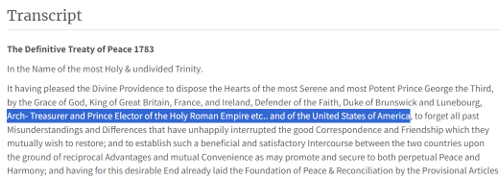 Transcript
The Definitive Treaty of Peace 1783
In the Name of the most Holy & undivided Trinity.
It having pleased the Divine Providence to dispose the Hearts of the most Serene and most Potent Prince George the Third,
by the Grace of God, King of Great Britain, France, and Ireland, Defender of the Faith, Duke of Brunswick and Lunebourg,
Arch- Treasurer and Prince Elector of the Holy Roman Empire etc.. and of the United States of America, to forget all past
Misunderstandings and Differences that have unhappily interrupted the good Correspondence and Friendship which they
mutually wish to restore; and to establish such a beneficial and satisfactory Intercourse between the two countries upon
the ground of reciprocal Advantages and mutual Convenience as may promote and secure to both perpetual Peace and
Harmony; and having for this desirable End already laid the Foundation of Peace & Reconciliation by the Provisional Articles